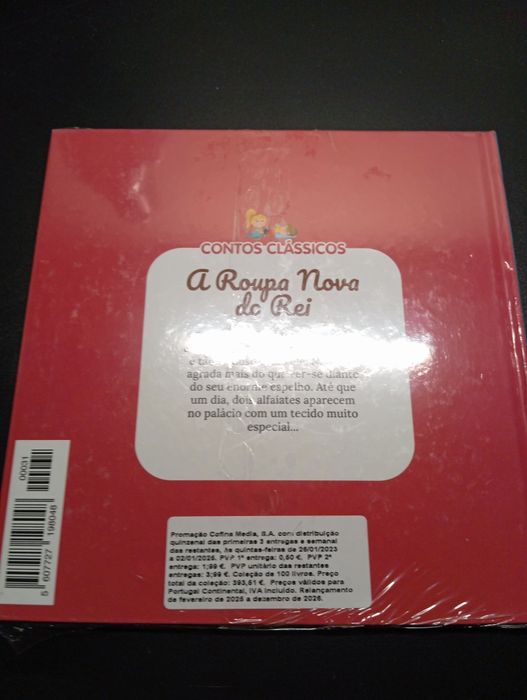 CONTOS CLÁSSICOS
A Roupa Nova
do Rei
agrada mais do que ver-se diante
do seu enorme espelho. Até que
um dia, dois alfaiates aparecem
no palácio com um tecido muito
especial...
Promoção Cofina Media, S.A. com distribuição
quinzenal das primeiras 3 entregas e semanal
das restantes, às quintas-feiras de 26/01/2023
a 02/01/2025. PVP 1ª entrega: 0,50 €. PVP 2ª
entrega: 1,99 €. PVP unitário das restantes
entregas: 3,99 €. Coleção de 100 livros. Preço
total da coleção: 393,51 €. Preços válidos para
Portugal Continental, IVA incluído. Relançamento
de fevereiro de 2025 a dezembro de 2026.
00031
5 607727 198048